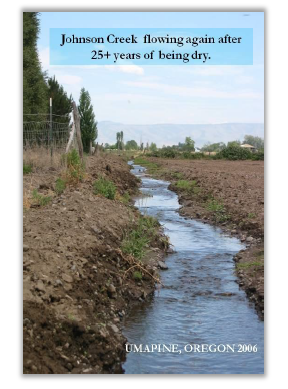 Johnson Creek flowing again after
25+ years of being dry.
UMAPINE, OREGON 2006